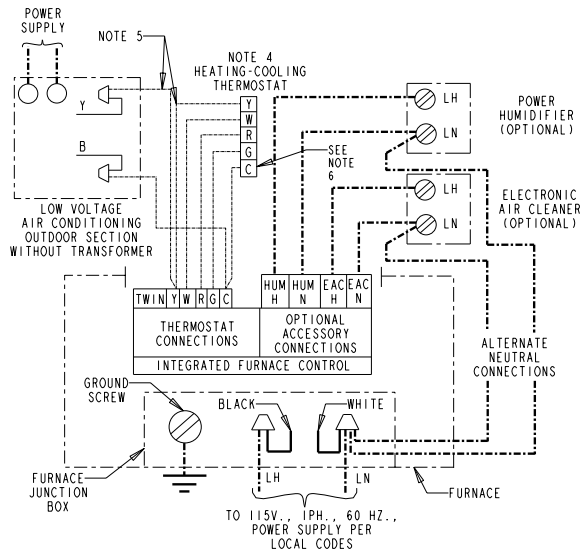 POWER
SUPPLY
NOTE 5
NOTE 4
HEATING-COOLING
THERMOSTAT
Y
B
Y
W
R
G
C
SEE
NOTE
6
LH
LN
POWER
HUMIDIFIER
(OPTIONAL)
LH
LN
ELECTRONIC
AIR CLEANER
(OPTIONAL)
LOW VOLTAGE
AIR CONDITIONING
OUTDOOR SECTION
WITHOUT TRANSFORMER
TWIN Y W R G C
HUM H
HUM N
EAC H
EAC N
THERMOSTAT
CONNECTIONS
OPTIONAL
ACCESSORY
CONNECTIONS
INTEGRATED FURNACE CONTROL
ALTERNATE
NEUTRAL
CONNECTIONS
GROUND
SCREW
BLACK
WHITE
FURNACE
JUNCTION
BOX
LH
LN
FURNACE
TO 115V., 1PH., 60 HZ.,
POWER SUPPLY PER
LOCAL CODES